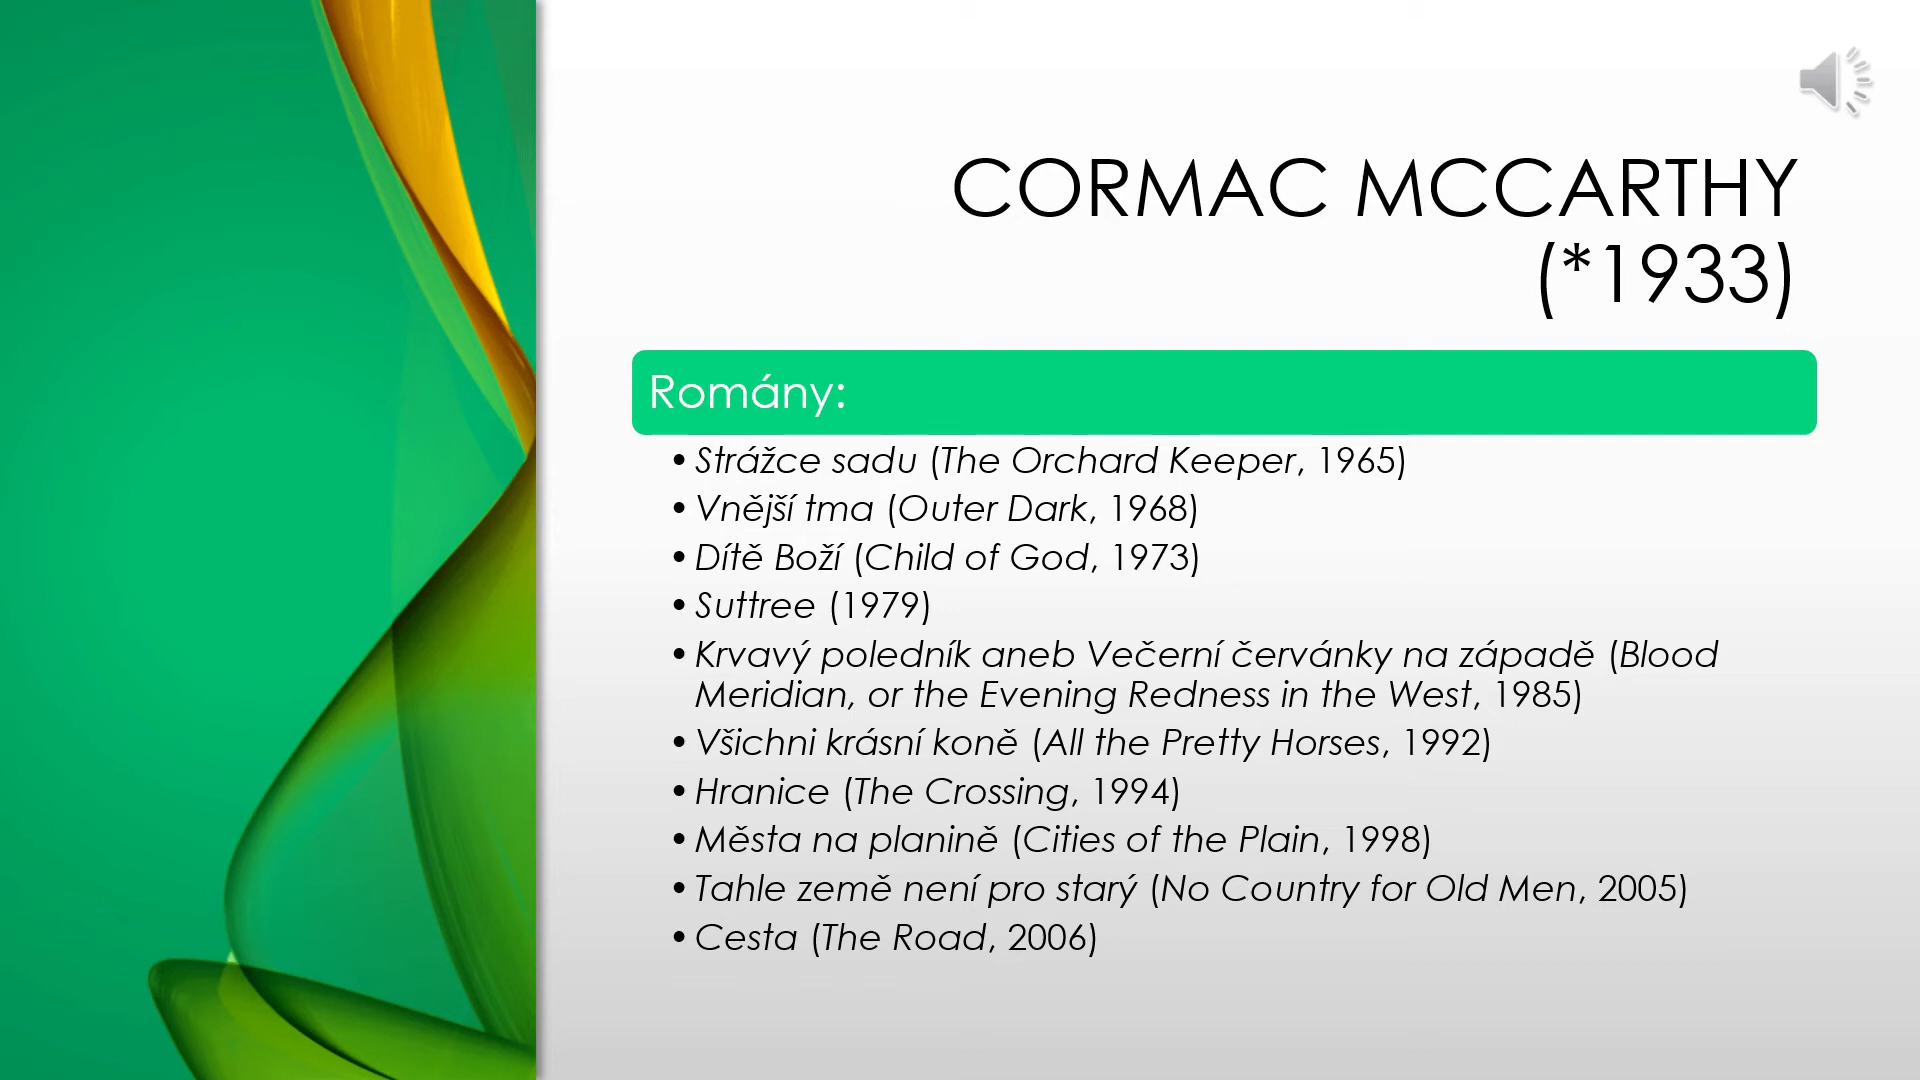 CORMAC MCCARTHY
(*1933)
Romány:
• Strážce sadu (The Orchard Keeper, 1965)
• Vnější tma (Outer Dark, 1968)
• Dítě Boží (Child of God, 1973)
• Suttree (1979)
• Krvavý poledník aneb Večerní červánky na západě (Blood
Meridian, or the Evening Redness in the West, 1985)
• Všichni krásní koně (All the Pretty Horses, 1992)
• Hranice (The Crossing, 1994)
• Města na planině (Cities of the Plain, 1998)
• Tahle země není pro starý (No Country for Old Men, 2005)
• Cesta (The Road, 2006)